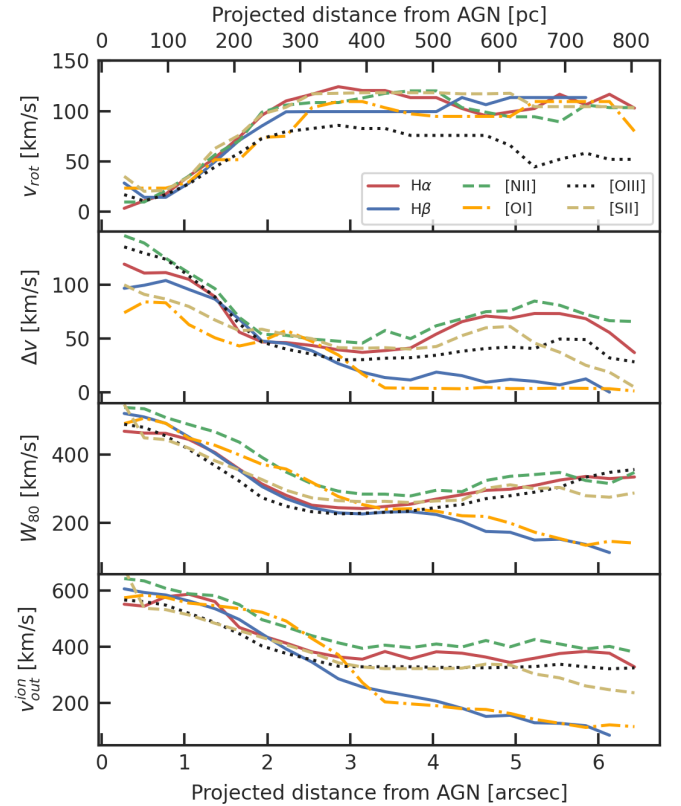 Projected distance from AGN [pc]
0 100 200 300 400 500 600 700 800
150
100
50
0
v_rot [km/s]
Hα [NII] [OIII]
Hβ [OI] [SII]
100
50
0
Δv [km/s]
400
200
W_80 [km/s]
600
400
200
v_out^ion [km/s]
0 1 2 3 4 5 6
Projected distance from AGN [arcsec]